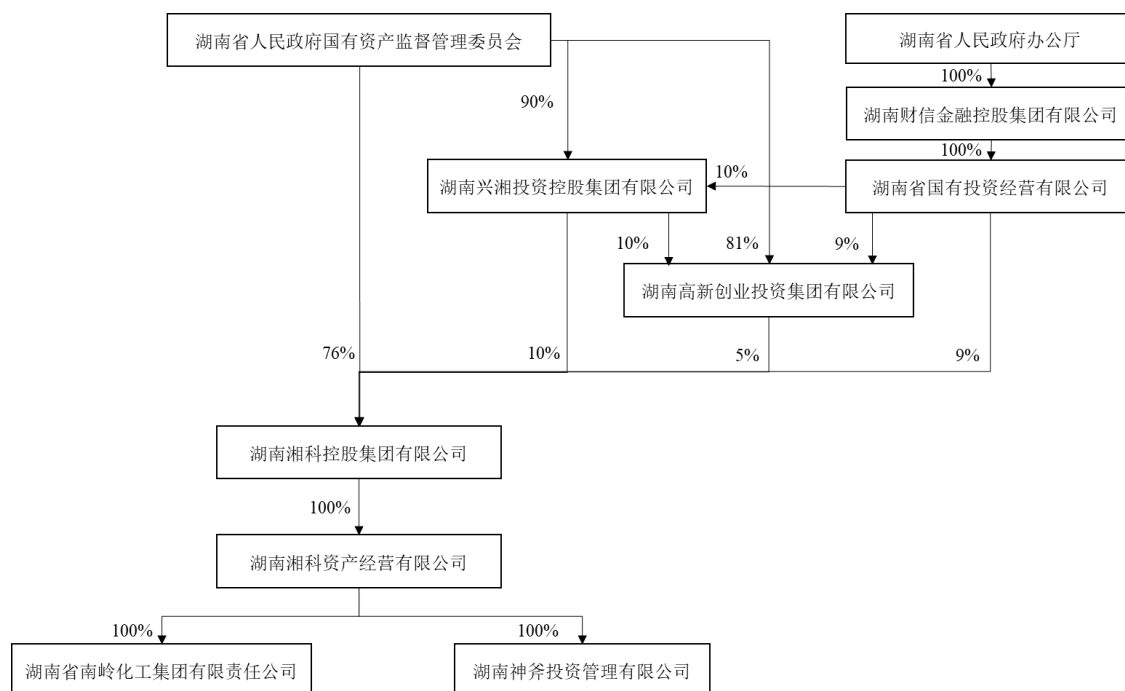 湖南省人民政府国有资产监督管理委员会
湖南省人民政府办公厅
100%
90%
湖南财信金融控股集团有限公司
100%
湖南兴湘投资控股集团有限公司
10%
湖南省国有投资经营有限公司
10%
81%
9%
湖南高新创业投资集团有限公司
76%
10%
5%
9%
湖南湘科控股集团有限公司
100%
湖南湘科资产经营有限公司
100%
100%
湖南省南岭化工集团有限责任公司
湖南神斧投资管理有限公司